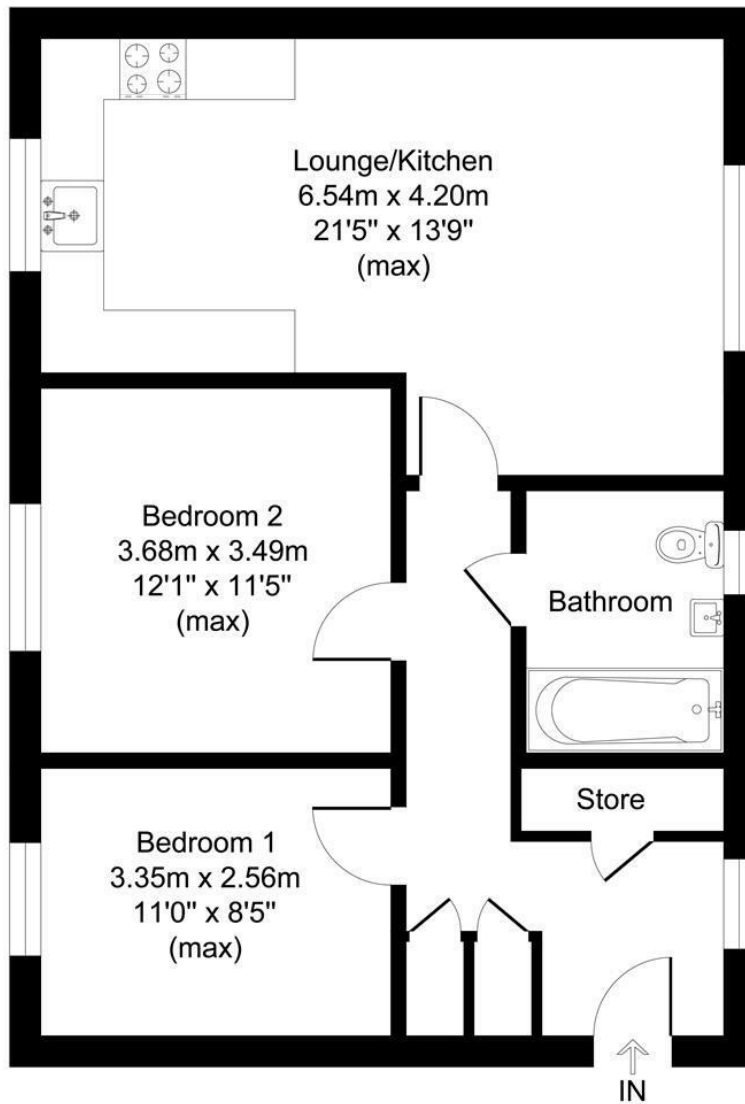 Lounge/Kitchen
6.54m x 4.20m
21'5" x 13'9"
(max)
Bedroom 2
3.68m x 3.49m
12'1" x 11'5"
(max)
Bathroom
Store
Bedroom 1
3.35m x 2.56m
11'0" x 8'5"
(max)
IN